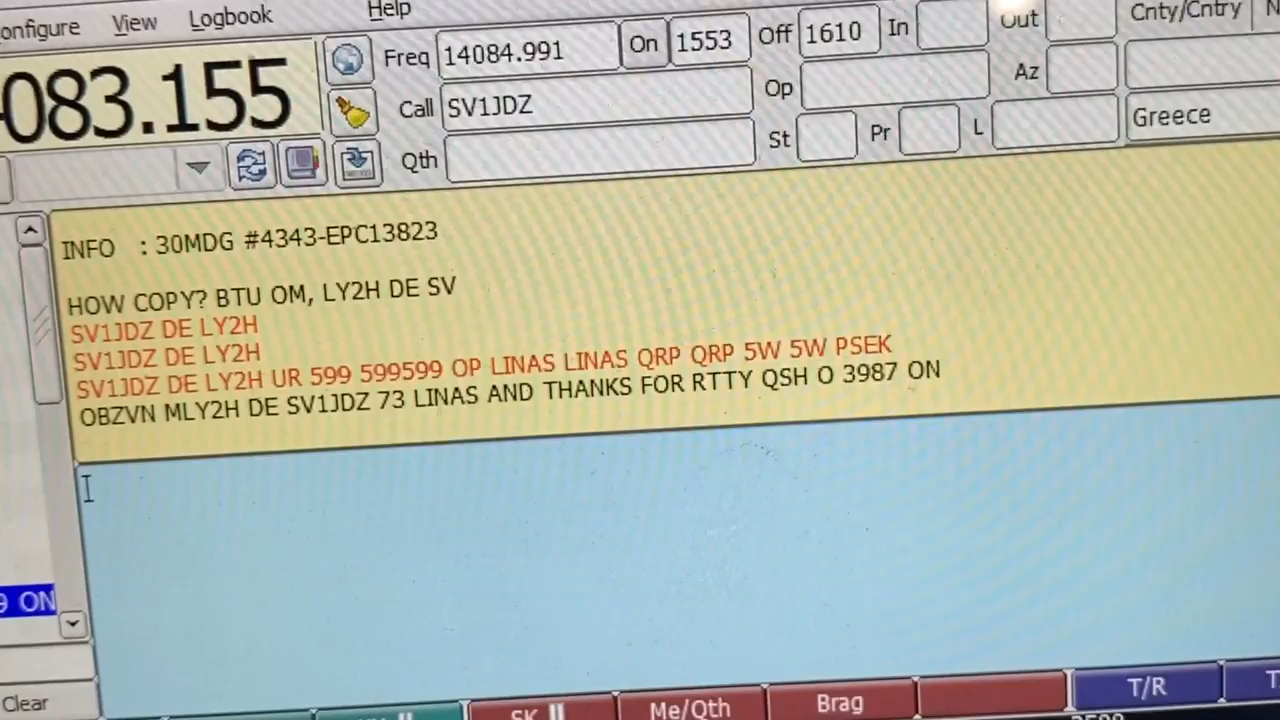 onfigure View Logbook Help
083.155
Freq 14084.991 On 1553 Off 1610 In Out Cnty/Cntry
Call SV1JDZ Op Az
Qth St Pr L Greece
INFO : 30MDG #4343-EPC13823
HOW COPY? BTU OM, LY2H DE SV
SV1JDZ DE LY2H
SV1JDZ DE LY2H
SV1JDZ DE LY2H UR 599 599599 OP LINAS LINAS QRP QRP 5W 5W PSEK
OBZVN MLY2H DE SV1JDZ 73 LINAS AND THANKS FOR RTTY QSH O 3987 ON
9 ON
Clear
SK Me/Qth Brag T/R